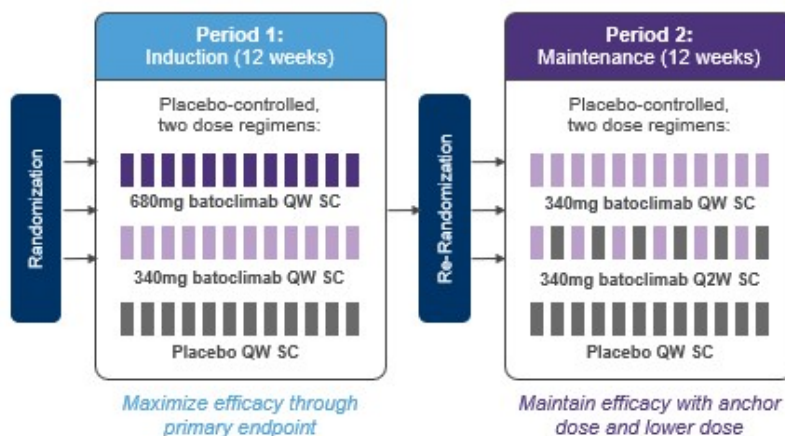 Randomization
Period 1:
Induction (12 weeks)
Placebo-controlled,
two dose regimens:
680mg batoclimab QW SC
340mg batoclimab QW SC
Placebo QW SC
Maximize efficacy through
primary endpoint
Re-Randomization
Period 2:
Maintenance (12 weeks)
Placebo-controlled,
two dose regimens:
340mg batoclimab QW SC
340mg batoclimab Q2W SC
Placebo QW SC
Maintain efficacy with anchor
dose and lower dose